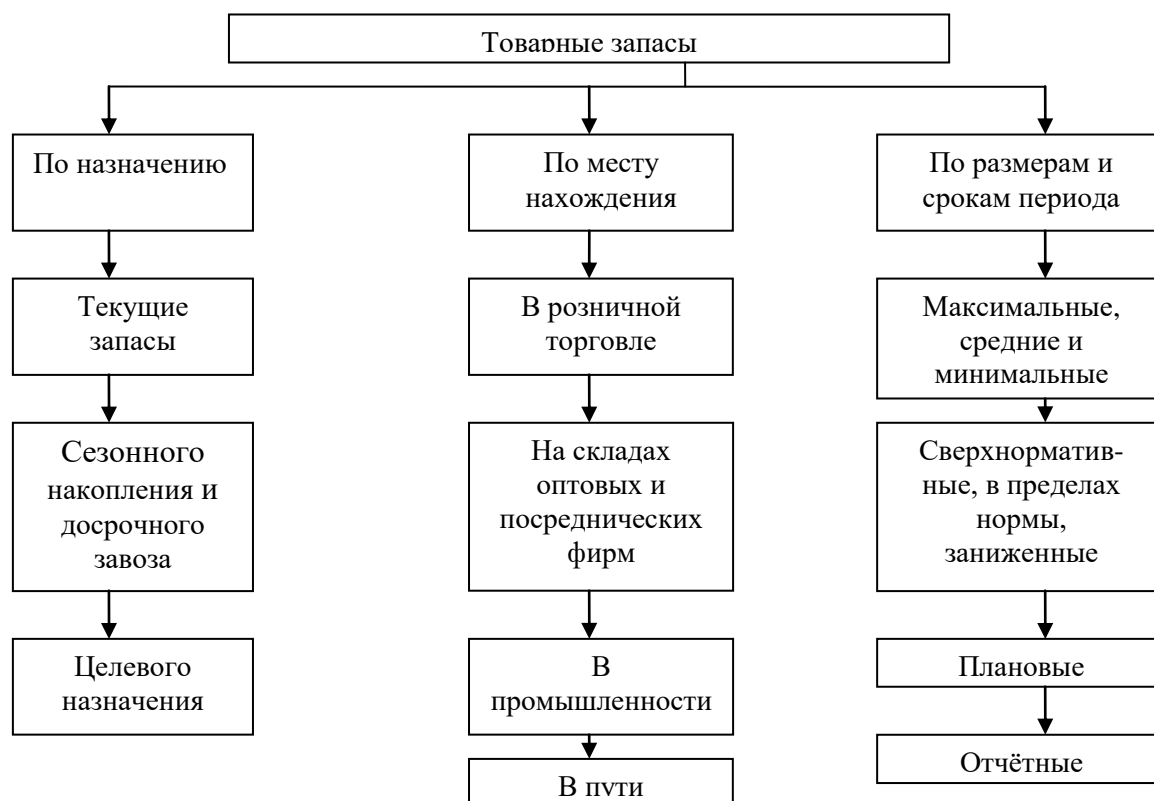 Товарные запасы
По назначению
По месту
нахождения
По размерам и
срокам периода
Текущие
запасы
В розничной
торговле
Максимальные,
средние и
минимальные
Сезонного
накопления и
досрочного
завоза
На складах
оптовых и
посреднических
фирм
Сверхнорматив-
ные, в пределах
нормы,
заниженные
Целевого
назначения
В
промышленности
Плановые
В пути
Отчётные